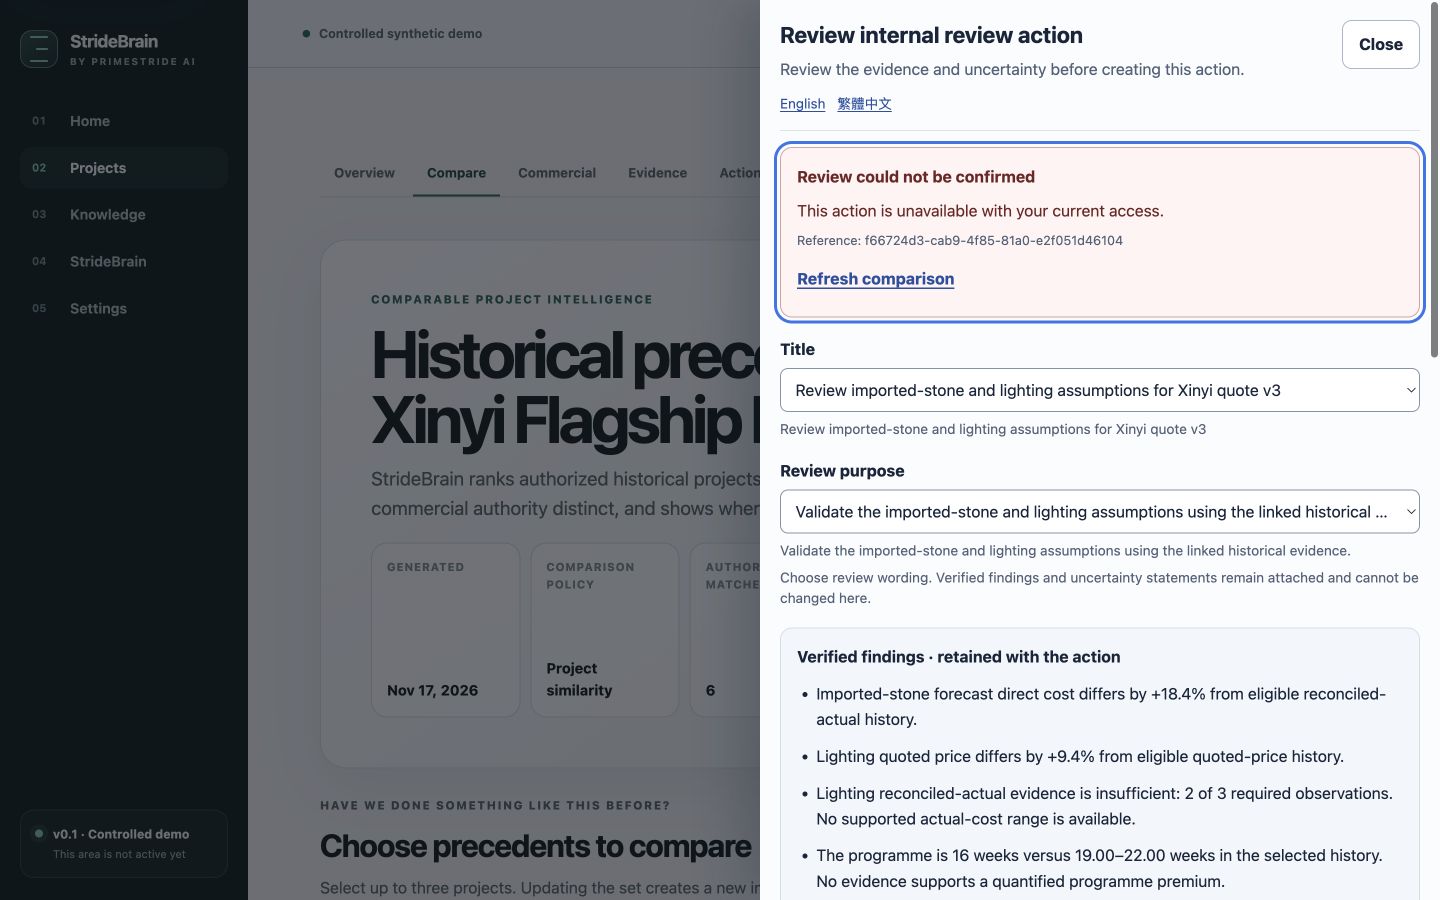 StrideBrain
BY PRIMESTRIDE AI
01 Home
02 Projects
03 Knowledge
04 StrideBrain
05 Settings
v0.1 · Controlled demo
This area is not active yet
Controlled synthetic demo
Overview Compare Commercial Evidence Action
COMPARABLE PROJECT INTELLIGENCE
Historical prec
Xinyi Flagship
StrideBrain ranks authorized historical projects
commercial authority distinct, and shows wher
GENERATED
Nov 17, 2026
COMPARISON
POLICY
Project
similarity
AUTHOR
MATCHE
6
HAVE WE DONE SOMETHING LIKE THIS BEFORE?
Choose precedents to compare
Select up to three projects. Updating the set creates a new in
Review internal review action
Close
Review the evidence and uncertainty before creating this action.
English 繁體中文
Review could not be confirmed
This action is unavailable with your current access.
Reference: f66724d3-cab9-4f85-81a0-e2f051d46104
Refresh comparison
Title
Review imported-stone and lighting assumptions for Xinyi quote v3
Review imported-stone and lighting assumptions for Xinyi quote v3
Review purpose
Validate the imported-stone and lighting assumptions using the linked historical ...
Validate the imported-stone and lighting assumptions using the linked historical evidence.
Choose review wording. Verified findings and uncertainty statements remain attached and cannot be
changed here.
Verified findings · retained with the action
• Imported-stone forecast direct cost differs by +18.4% from eligible reconciled-
actual history.
• Lighting quoted price differs by +9.4% from eligible quoted-price history.
• Lighting reconciled-actual evidence is insufficient: 2 of 3 required observations.
No supported actual-cost range is available.
• The programme is 16 weeks versus 19.00–22.00 weeks in the selected history.
No evidence supports a quantified programme premium.